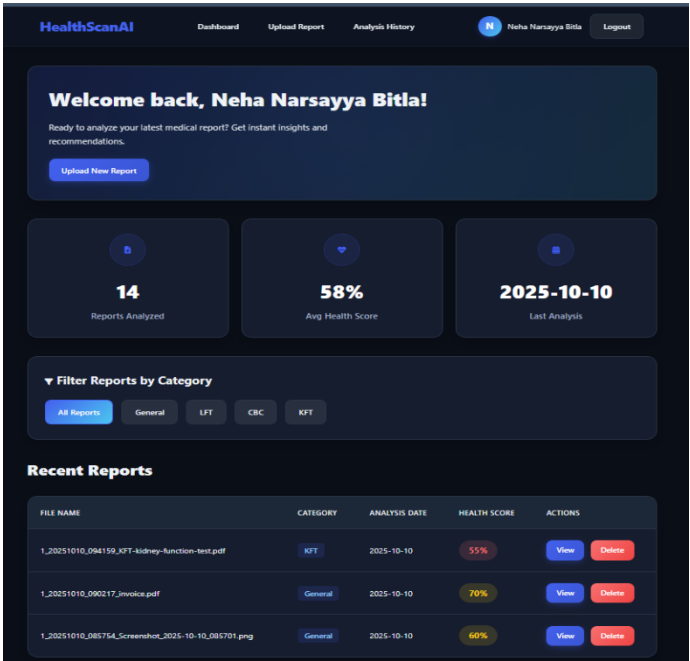 HealthScanAI Dashboard Upload Report Analysis History N Neha Narsayya Bitla Logout
Welcome back, Neha Narsayya Bitla!
Ready to analyze your latest medical report? Get instant insights and
recommendations.
Upload New Report
14 58% 2025-10-10
Reports Analyzed Avg Health Score Last Analysis
Filter Reports by Category
All Reports General LFT CBC KFT
Recent Reports
FILE NAME CATEGORY ANALYSIS DATE HEALTH SCORE ACTIONS
1_20251010_094159_KFT-kidney-function-test.pdf KFT 2025-10-10 55% View Delete
1_20251010_090217_invoice.pdf General 2025-10-10 70% View Delete
1_20251010_085754_Screenshot_2025-10-10_085701.png General 2025-10-10 60% View Delete